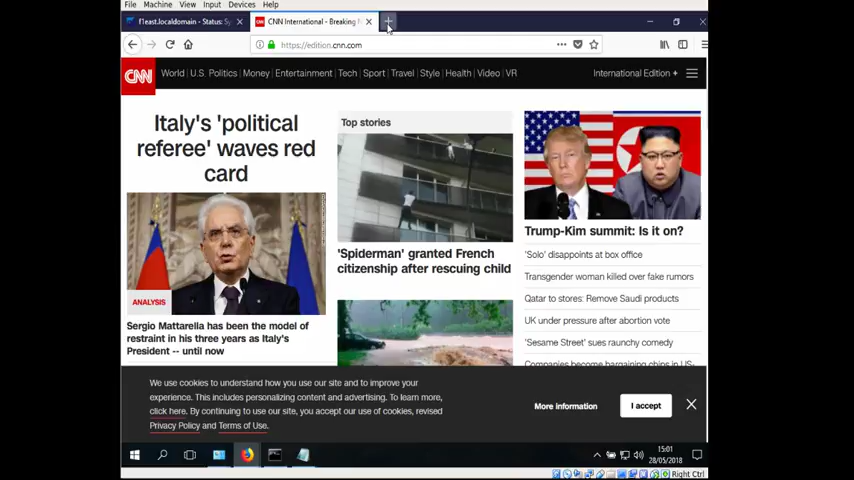 File Machine View Input Devices Help
f1east.localdomain - Status: Sy
CNN International - Breaking N
https://edition.cnn.com
CNN
World | U.S. Politics | Money | Entertainment | Tech | Sport | Travel | Style | Health | Video | VR
International Edition +
Italy's 'political
referee' waves red
card
ANALYSIS
Sergio Mattarella has been the model of
restraint in his three years as Italy's
President -- until now
Top stories
'Spiderman' granted French
citizenship after rescuing child
Trump-Kim summit: Is it on?
'Solo' disappoints at box office
Transgender woman killed over fake rumors
Qatar to stores: Remove Saudi products
UK under pressure after abortion vote
'Sesame Street' sues raunchy comedy
Companies become bargaining chips in US-
We use cookies to understand how you use our site and to improve your
experience. This includes personalizing content and advertising. To learn more,
click here. By continuing to use our site, you accept our use of cookies, revised
Privacy Policy and Terms of Use.
More information
I accept
15:01
28/05/2018
Right Ctrl